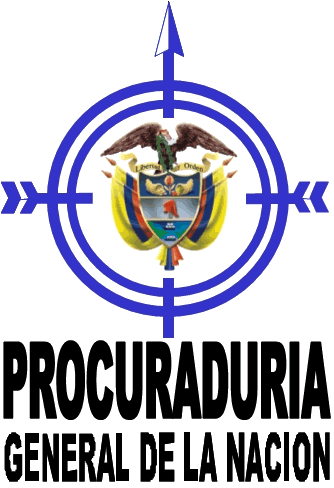 Libertad y Orden
PROCURADURIA
GENERAL DE LA NACION